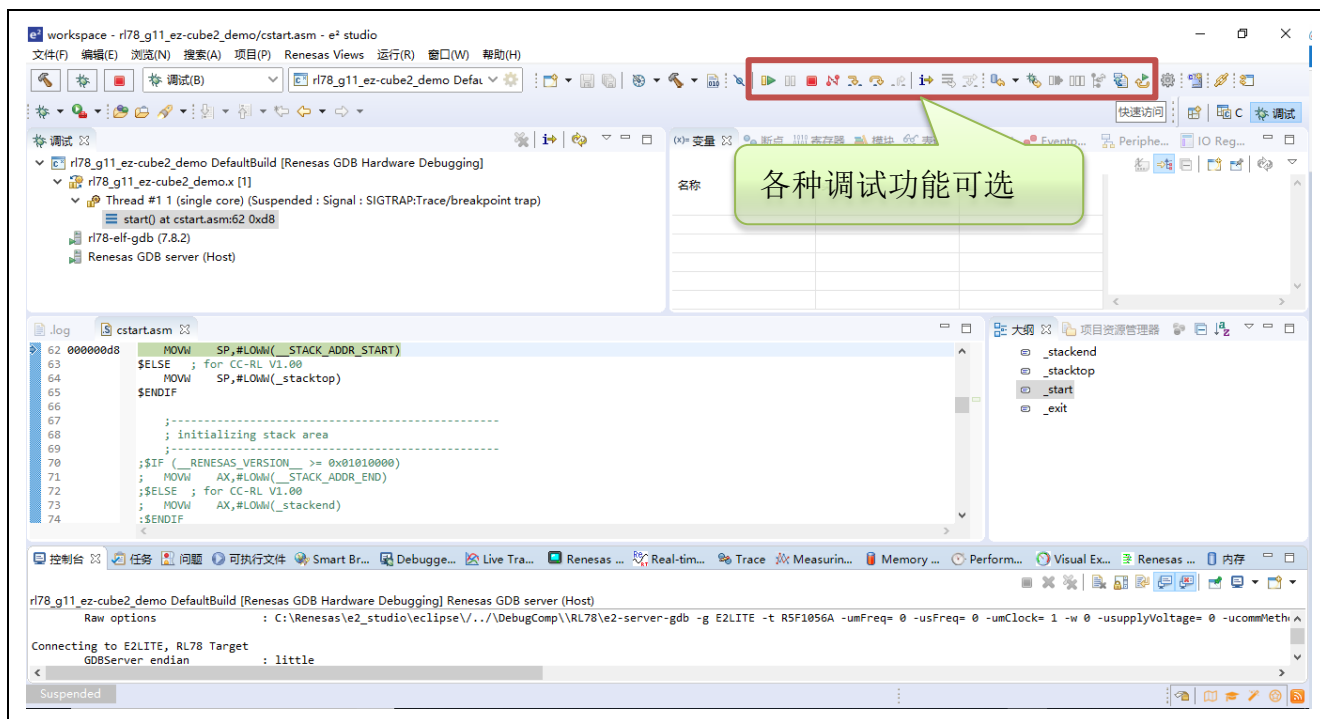 workspace - rl78_g11_ez-cube2_demo/cstart.asm - e² studio
文件(F) 编辑(E) 浏览(N) 搜索(A) 项目(P) Renesas Views 运行(R) 窗口(W) 帮助(H)
调试(B) rl78_g11_ez-cube2_demo Defau
快速访问 C 调试
调试
rl78_g11_ez-cube2_demo DefaultBuild [Renesas GDB Hardware Debugging]
rl78_g11_ez-cube2_demo.x [1]
Thread #1 1 (single core) (Suspended : Signal : SIGTRAP:Trace/breakpoint trap)
start() at cstart.asm:62 0xd8
rl78-elf-gdb (7.8.2)
Renesas GDB server (Host)
(x)= 变量 断点 寄存器 模块 Evento... Periphe... IO Reg...
名称
各种调试功能可选
.log cstart.asm
62 000000d8 MOVW SP,#LOWW(__STACK_ADDR_START)
63 $ELSE ; for CC-RL V1.00
64 MOVW SP,#LOWW(_stacktop)
65 $ENDIF
66
67 ;--------------------------------------------------
68 ; initializing stack area
69 ;--------------------------------------------------
70 ;$IF (__RENESAS_VERSION__ >= 0x01010000)
71 ; MOVW AX,#LOWW(__STACK_ADDR_END)
72 ;$ELSE ; for CC-RL V1.00
73 ; MOVW AX,#LOWW(_stackend)
74 ;$ENDIF
大纲 项目资源管理器
_stackend
_stacktop
_start
_exit
控制台 任务 问题 可执行文件 Smart Br... Debugge... Live Tra... Renesas ... Real-tim... Trace Measurin... Memory ... Perform... Visual Ex... Renesas ... 内存
rl78_g11_ez-cube2_demo DefaultBuild [Renesas GDB Hardware Debugging] Renesas GDB server (Host)
Raw options : C:\Renesas\e2_studio\eclipse\/../\DebugComp\\RL78\e2-server-gdb -g E2LITE -t R5F1056A -umFreq= 0 -usFreq= 0 -umClock= 1 -w 0 -usupplyVoltage= 0 -ucommMeth
Connecting to E2LITE, RL78 Target
GDBServer endian : little
Suspended